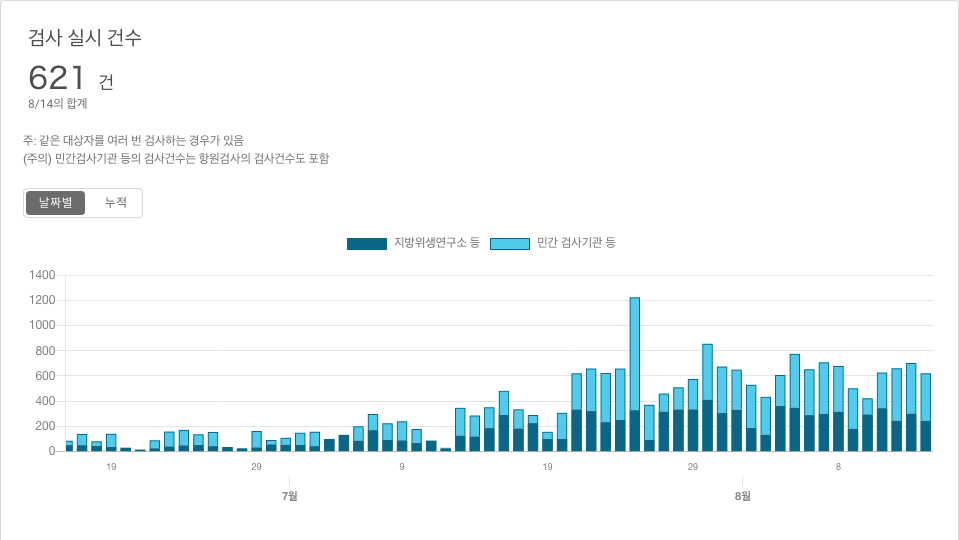 검사 실시 건수
621 건
8/14의 합계
주: 같은 대상자를 여러 번 검사하는 경우가 있음
(주의) 민간검사기관 등의 검사건수는 항원검사의 검사건수도 포함
날짜별 누적
지방위생연구소 등 민간 검사기관 등
1400
1200
1000
800
600
400
200
0
19 29 9 19 29 8
7월 8월